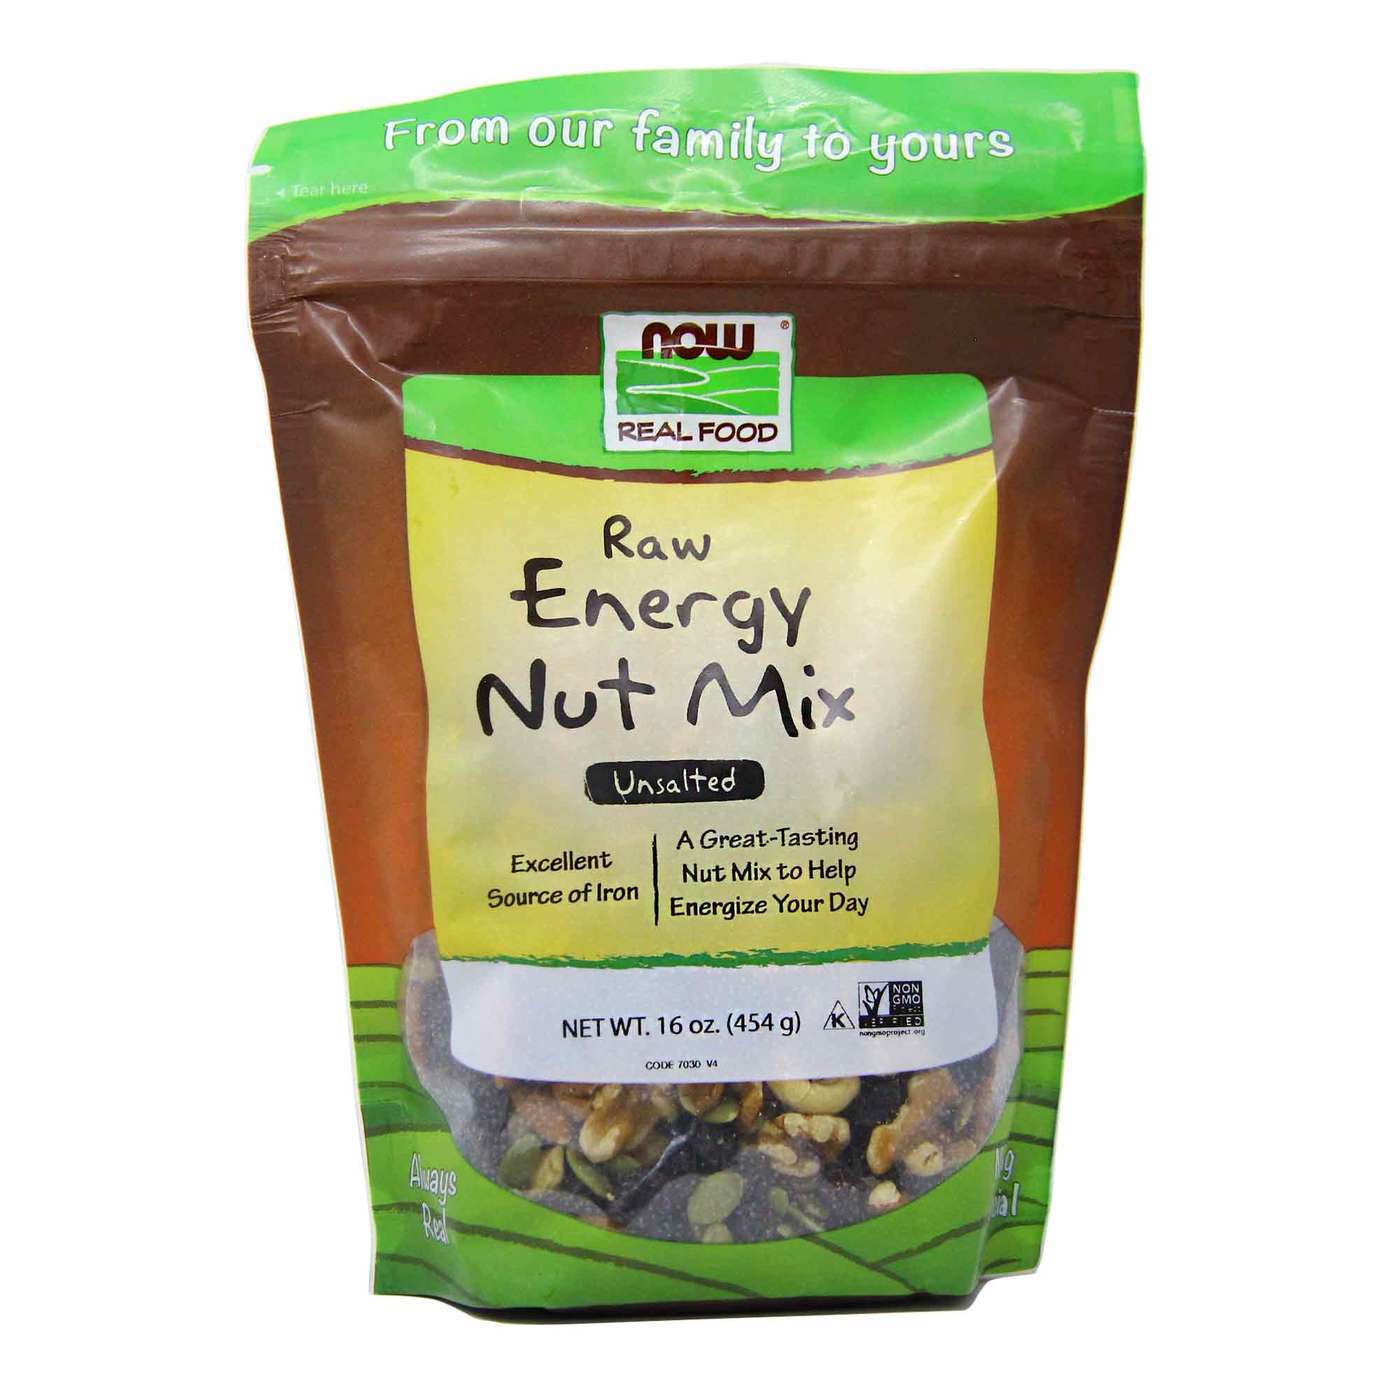 From our family to yours
Tear here
now®
REAL FOOD
Raw
Energy
Nut Mix
Unsalted
Excellent
Source of Iron
A Great-Tasting
Nut Mix to Help
Energize Your Day
NET WT. 16 oz. (454 g)
K
NON
GMO
nongmoproject.org
CODE 7030 V4
Always
Real